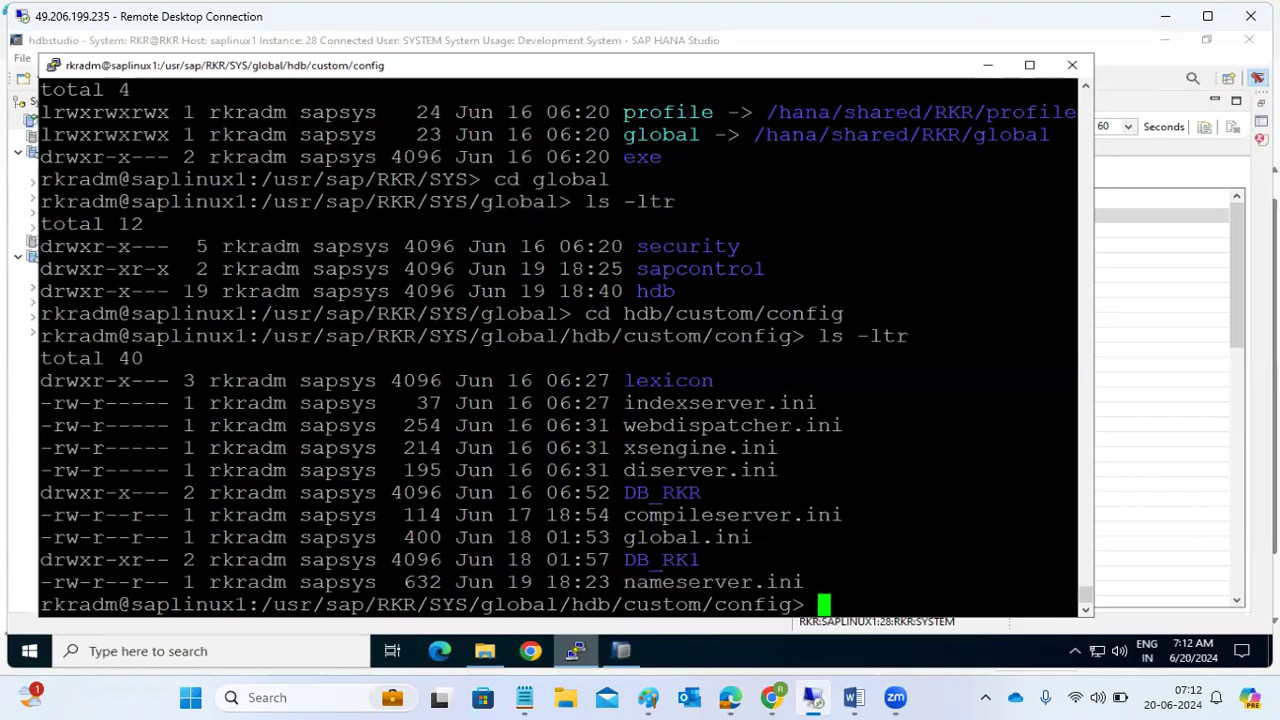 49.206.199.235 - Remote Desktop Connection
hdbstudio - System: RKR@RKR Host: saplinux1 Instance: 28 Connected User: SYSTEM System Usage: Development System - SAP HANA Studio
File
rkradm@saplinux1:/usr/sap/RKR/SYS/global/hdb/custom/config
total 4
lrwxrwxrwx 1 rkradm sapsys 24 Jun 16 06:20 profile -> /hana/shared/RKR/profile
lrwxrwxrwx 1 rkradm sapsys 23 Jun 16 06:20 global -> /hana/shared/RKR/global
drwxr-x--- 2 rkradm sapsys 4096 Jun 16 06:20 exe
rkradm@saplinux1:/usr/sap/RKR/SYS> cd global
rkradm@saplinux1:/usr/sap/RKR/SYS/global> ls -ltr
total 12
drwxr-x--- 5 rkradm sapsys 4096 Jun 16 06:20 security
drwxr-xr-x 2 rkradm sapsys 4096 Jun 19 18:25 sapcontrol
drwxr-x--- 19 rkradm sapsys 4096 Jun 19 18:40 hdb
rkradm@saplinux1:/usr/sap/RKR/SYS/global> cd hdb/custom/config
rkradm@saplinux1:/usr/sap/RKR/SYS/global/hdb/custom/config> ls -ltr
total 40
drwxr-x--- 3 rkradm sapsys 4096 Jun 16 06:27 lexicon
-rw-r----- 1 rkradm sapsys 37 Jun 16 06:27 indexserver.ini
-rw-r----- 1 rkradm sapsys 254 Jun 16 06:31 webdispatcher.ini
-rw-r----- 1 rkradm sapsys 214 Jun 16 06:31 xsengine.ini
-rw-r----- 1 rkradm sapsys 195 Jun 16 06:31 diserver.ini
drwxr-x--- 2 rkradm sapsys 4096 Jun 16 06:52 DB_RKR
-rw-r--r-- 1 rkradm sapsys 114 Jun 17 18:54 compileserver.ini
-rw-r--r-- 1 rkradm sapsys 400 Jun 18 01:53 global.ini
drwxr-xr-- 2 rkradm sapsys 4096 Jun 18 01:57 DB_RK1
-rw-r--r-- 1 rkradm sapsys 632 Jun 19 18:23 nameserver.ini
rkradm@saplinux1:/usr/sap/RKR/SYS/global/hdb/custom/config>
60 Seconds
RKR:SAPLINUX1:28:RKR:SYSTEM
Type here to search
ENG
IN
7:12 AM
6/20/2024
1
Search
PRE
07:12
20-06-2024